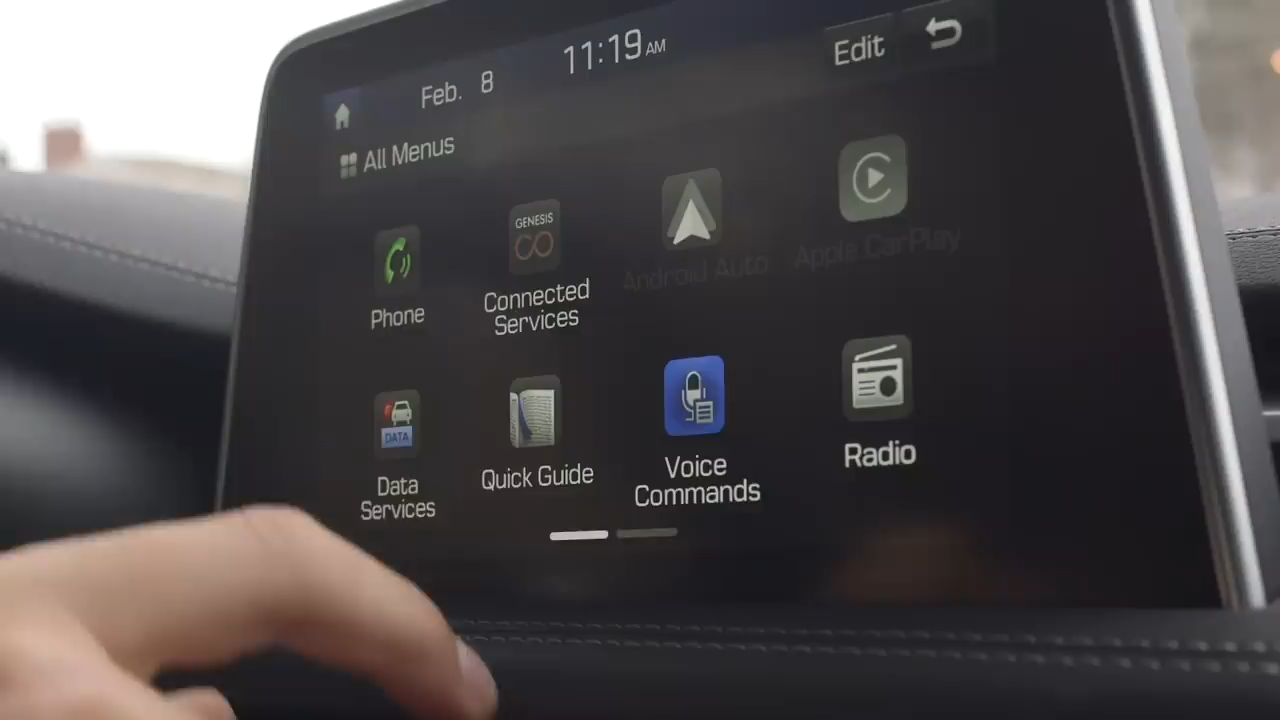 Feb. 8
11:19 AM
Edit
All Menus
GENESIS
Phone
Connected
Services
Android Auto
Apple CarPlay
DATA
Data
Services
Quick Guide
Voice
Commands
Radio